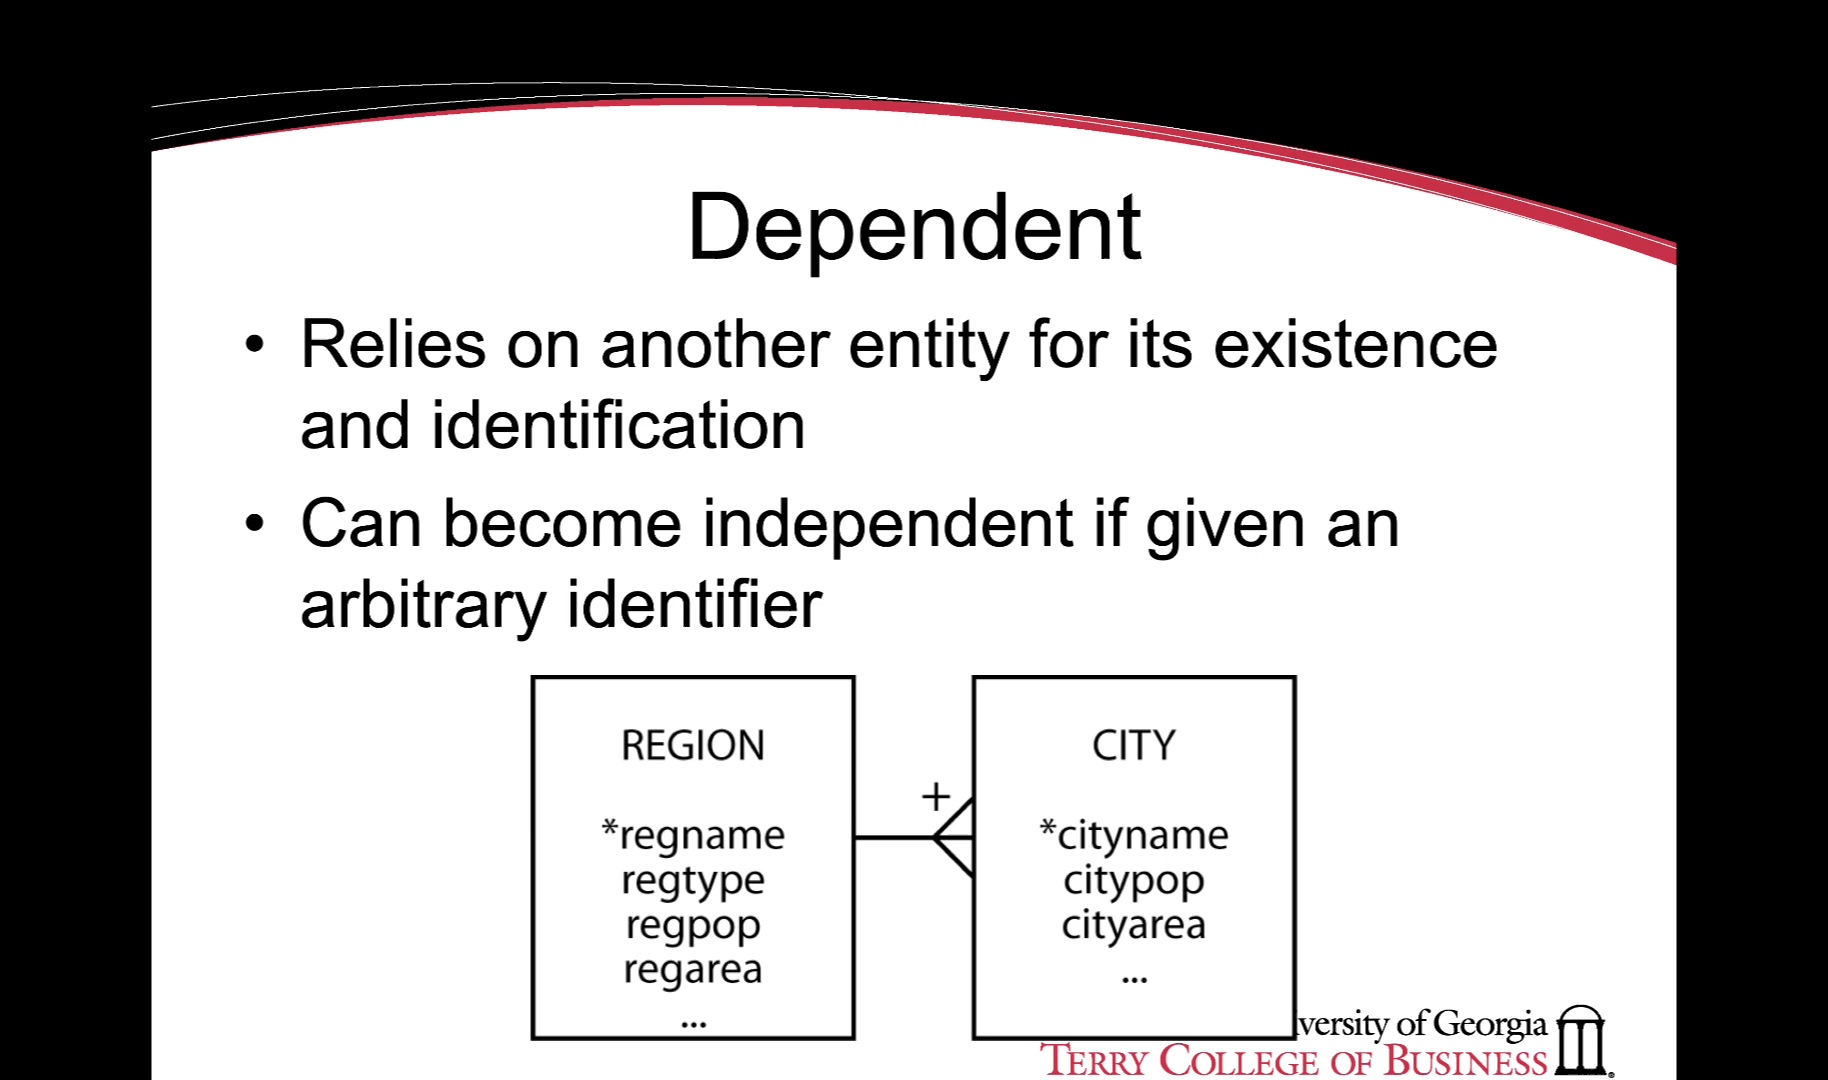 Dependent
• Relies on another entity for its existence
and identification
• Can become independent if given an
arbitrary identifier
REGION
*regname
regtype
regpop
regarea
...
+
CITY
*cityname
citypop
cityarea
...
versity of Georgia
TERRY COLLEGE OF BUSINESS